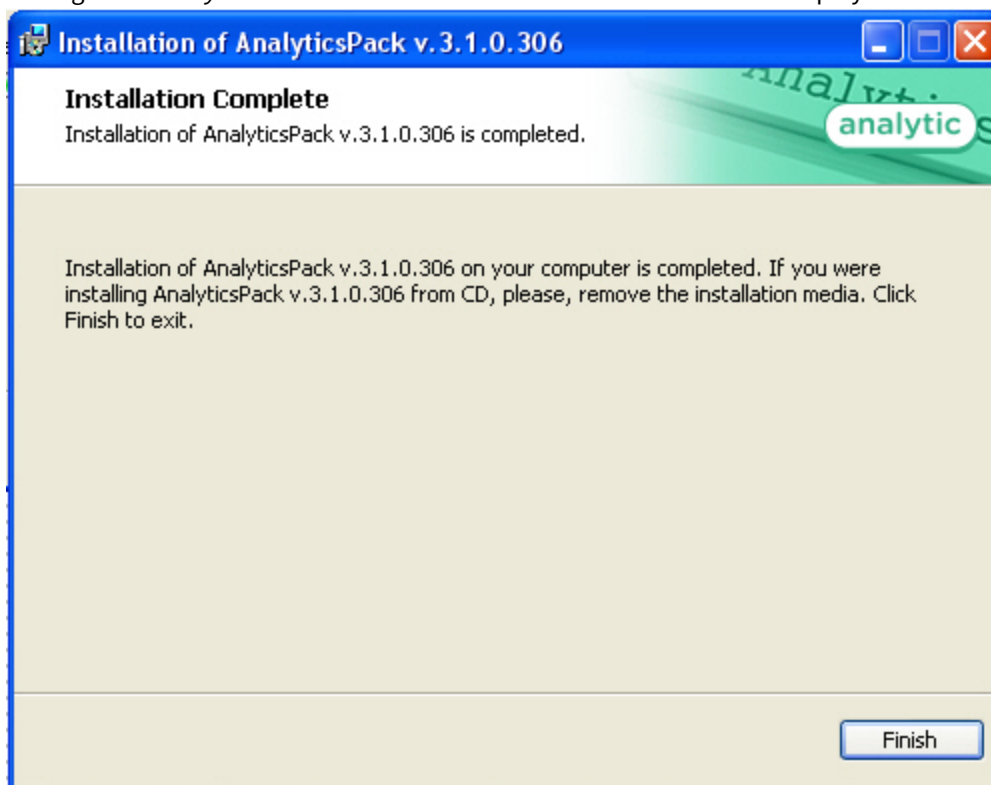 Installation of AnalyticsPack v.3.1.0.306
Installation Complete
Installation of AnalyticsPack v.3.1.0.306 is completed.
analytic s
Installation of AnalyticsPack v.3.1.0.306 on your computer is completed. If you were
installing AnalyticsPack v.3.1.0.306 from CD, please, remove the installation media. Click
Finish to exit.
Finish